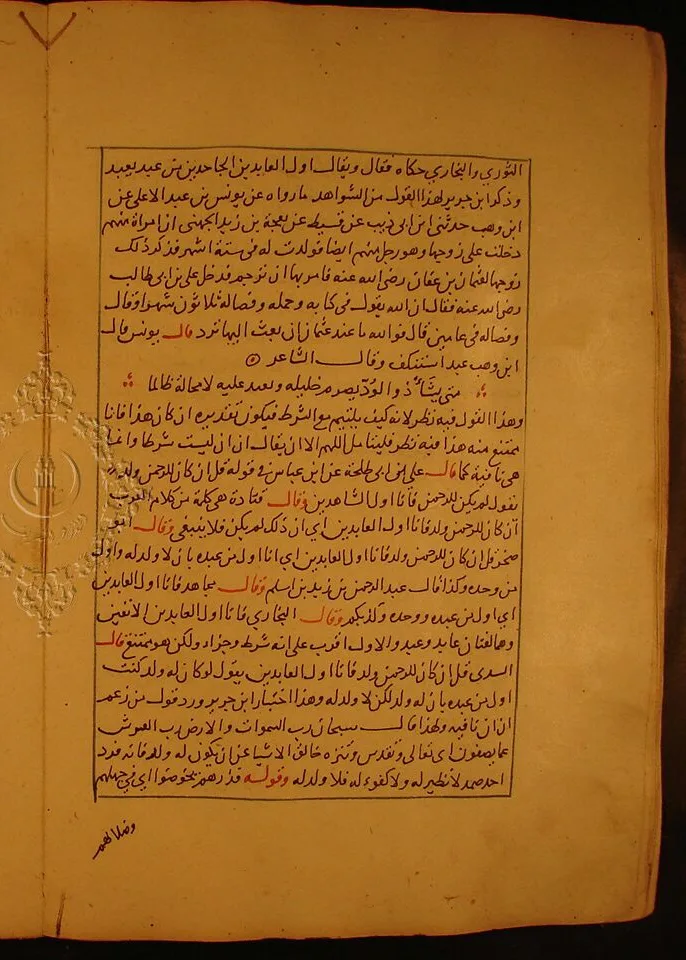 الثوري والبخاري حكاه فقال ويقال اول العابدين الجاحدين من عبد يعبد
وذكر ابن جرير لهذا القول من الشواهد ما رواه عن يونس بن عبد الاعلى عن
ابن وهب حدثني ابن ابي ذيب عن قسيط عن بعجة بن زيد الجهني ان امراة منهم
دخلت على زوجها وهو رجل منهم ايضا فولدت له في ستة اشهر فذكر ذلك
زوجها لعثمان بن عفان رضي الله عنه فامر بها ان ترجم فدخل علي بن ابي طالب
رضي الله عنه فقال ان الله يقول في كتابه وحمله وفصاله ثلاثون شهرا وقال
وفصاله في عامين قال فوالله ما عند عثمان ان بعث اليها ترد قال يونس قال
ابن وهب عبد استنكف وقال الشاعر
متى يشأ ذو الود يصرم خليله ويعبد عليه لا محالة ظالما
وهذا القول فيه نظر لانه كيف يلتيم مع الشرط فيكون تقديره ان كان هذا فانا
ممتنع منه هذا فيه نظر فليتامل اللهم الا ان يقال ان ان ليست شرطا وانما
هي نافية كما قال علي بن ابي طلحة عن ابن عباس في قوله قل ان كان للرحمن ولد
يقول لم يكن للرحمن فانا اول الشاهدين وقال قتادة هي كلمة من كلام العرب
ان كان للرحمن ولد فانا اول العابدين اي ان ذلك لم يكن فلا ينبغي وقال ابو
صخر قل ان كان للرحمن ولد فانا اول العابدين اي انا اول من عبده بان لا ولد له واول
من وحده وكذا قال عبد الرحمن بن زيد بن اسلم وقال مجاهد فانا اول العابدين
اي اول من عبده ووحده وكذبكم وقال البخاري فانا اول العابدين الانفين
وهما لغتان عابد وعبد والاول اقرب على انه شرط وجزاء ولكن هو ممتنع قال
السدي قل ان كان للرحمن ولد فانا اول العابدين يقول لو كان له ولد كنت
اول من عبده بان له ولد لكن لا ولد له وهذا اختيار ابن جرير ورد قول من زعم
ان ان نافية ولهذا قال سبحان رب السموات والارض رب العرش
عما يصفون اي تعالى وتقدس وتنزه خالق الاشيا عن ان يكون له ولد فانه فرد
احد صمد لا نظير له ولا كفوء له فلا ولد له وقوله فذرهم يخوضوا اي في جهلهم
وضلالهم